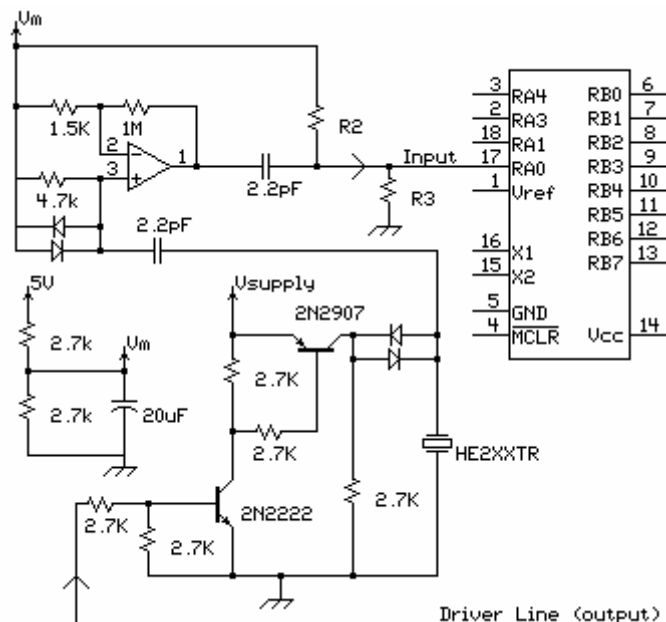 Vm
1.5K
1M
2
3
1
4.7k
2.2pF
2.2pF
R2
Input
R3
3
RA4
2
RA3
18
RA1
17
RA0
1
Vref
16
X1
15
X2
5
GND
4
MCLR
RB0
6
RB1
7
RB2
8
RB3
9
RB4
10
RB5
11
RB6
12
RB7
13
Vcc
14
5V
2.7k
Vm
2.7k
20uF
Vsupply
2N2907
2.7K
2.7K
HE2XXTR
2.7K
2N2222
2.7K
2.7K
Driver Line (output)